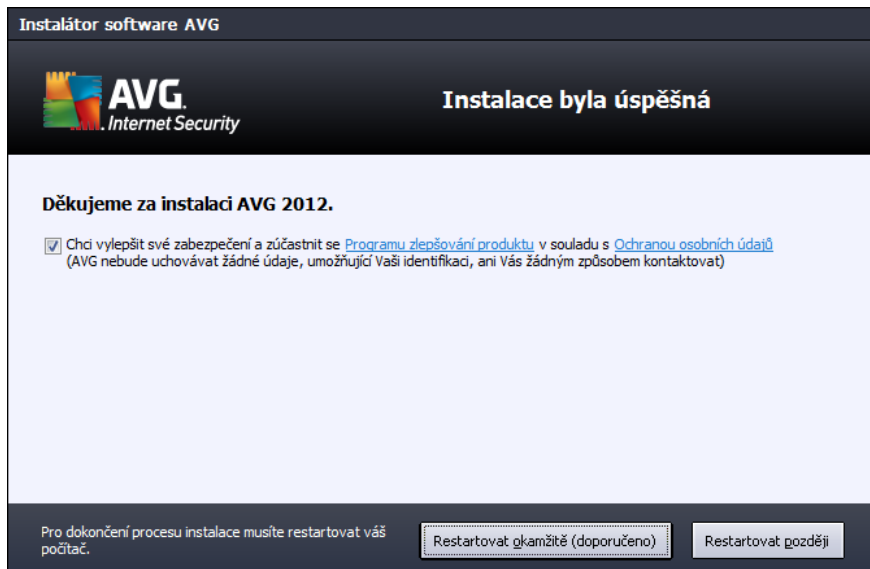 Instalátor software AVG
AVG.
Internet Security
Instalace byla úspěšná
Děkujeme za instalaci AVG 2012.
Chci vylepšit své zabezpečení a zúčastnit se Programu zlepšování produktu v souladu s Ochranou osobních údajů
(AVG nebude uchovávat žádné údaje, umožňující Vaši identifikaci, ani Vás žádným způsobem kontaktovat)
Pro dokončení procesu instalace musíte restartovat váš
počítač.
Restartovat okamžitě (doporučeno)
Restartovat později